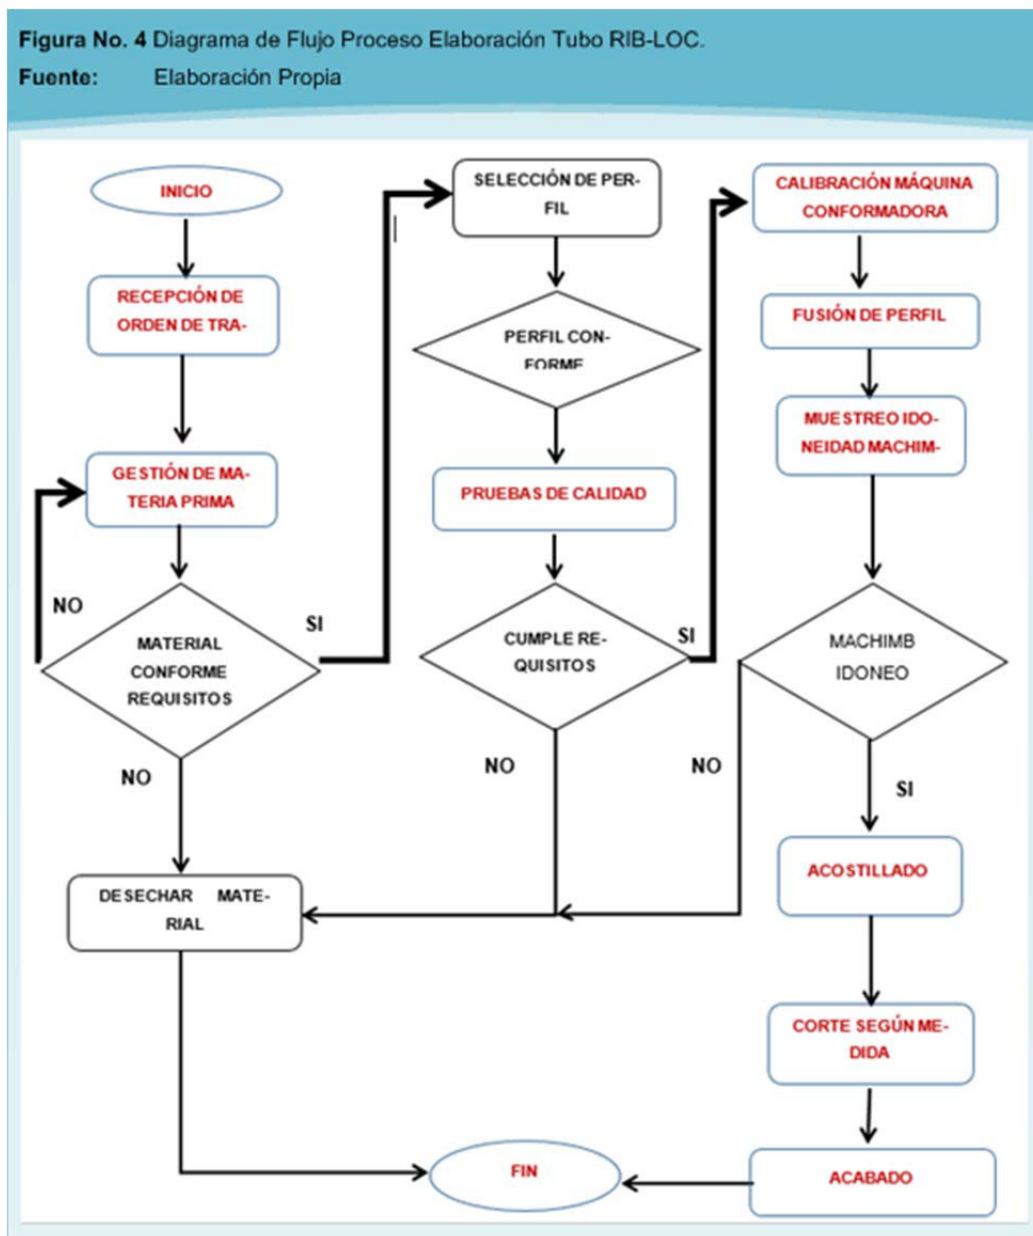 Figura No. 4 Diagrama de Flujo Proceso Elaboración Tubo RIB-LOC.
Fuente: Elaboración Propia
INICIO
RECEPCIÓN DE
ORDEN DE TRA-
GESTIÓN DE MA-
TERIA PRIMA
NO
SI
MATERIAL
CONFORME
REQUISITOS
NO
DESECHAR MATE-
RIAL
SELECCIÓN DE PER-
FIL
PERFIL CON-
FORME
PRUEBAS DE CALIDAD
CUMPLE RE-
QUISITOS
SI
NO
CALIBRACIÓN MÁQUINA
CONFORMADORA
FUSIÓN DE PERFIL
MUESTREO IDO-
NEIDAD MACHIM-
MACHIMB
IDONEO
NO
SI
ACOSTILLADO
CORTE SEGÚN ME-
DIDA
ACABADO
FIN